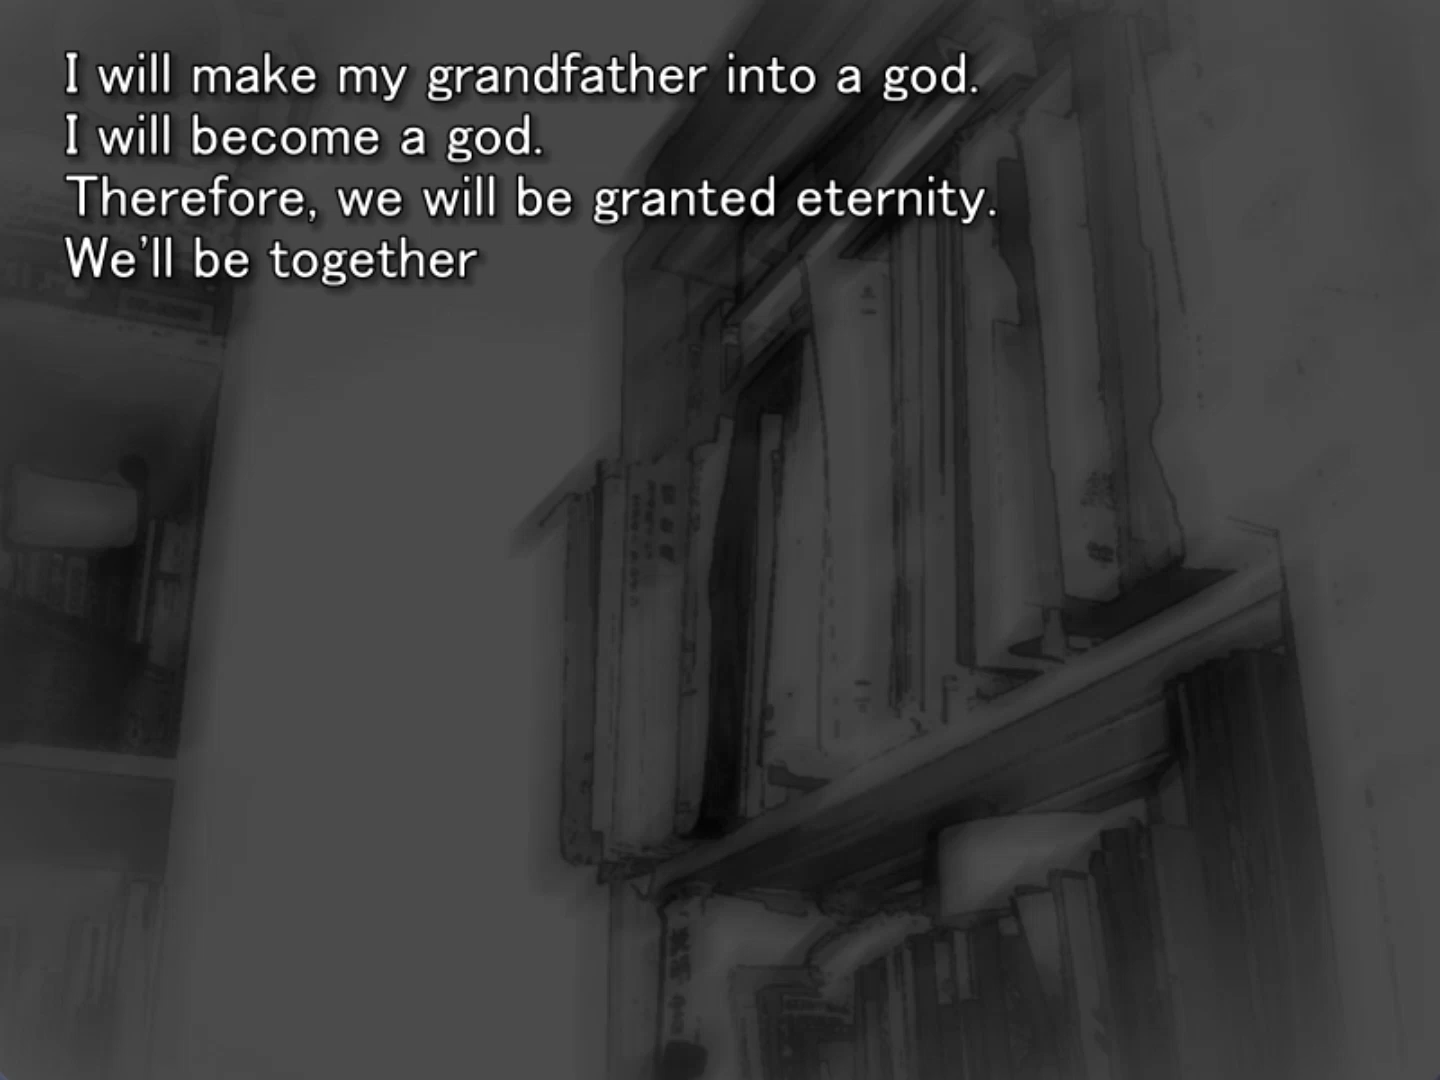 I will make my grandfather into a god.
I will become a god.
Therefore, we will be granted eternity.
We'll be together